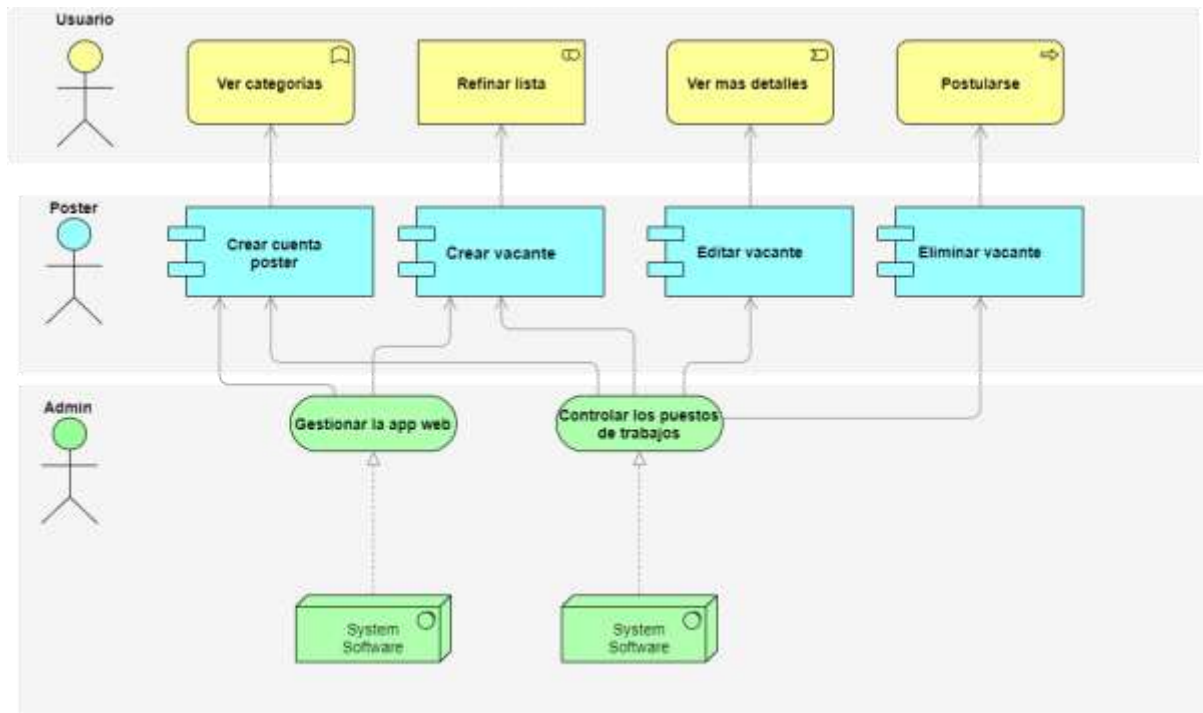 Usuario
Ver categorías
Refinar lista
Ver mas detalles
Postularse
Poster
Crear cuenta
poster
Crear vacante
Editar vacante
Eliminar vacante
Admin
Gestionar la app web
Controlar los puestos
de trabajos
System
Software
System
Software